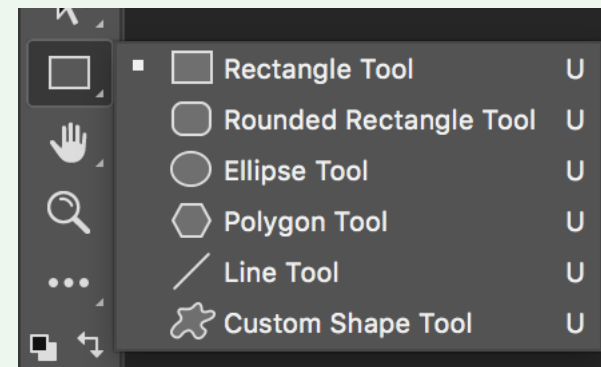 Rectangle Tool U
Rounded Rectangle Tool U
Ellipse Tool U
Polygon Tool U
Line Tool U
Custom Shape Tool U